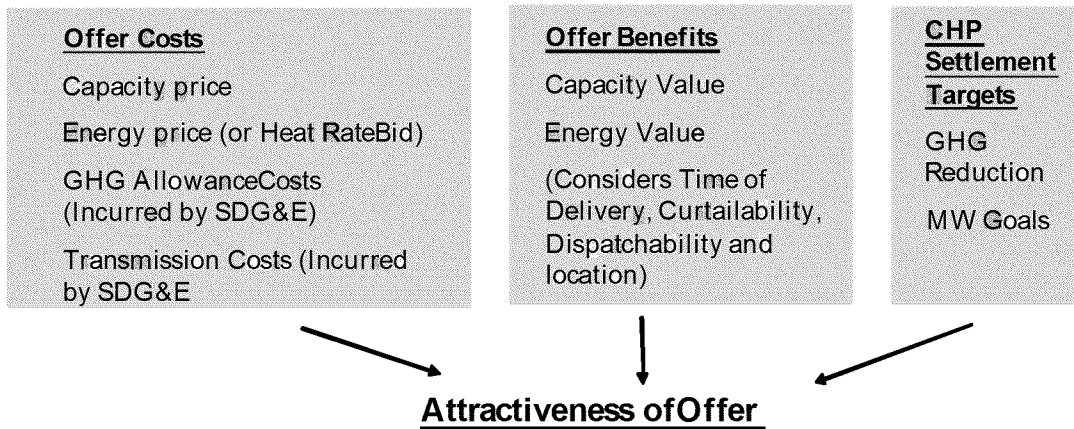 Offer Costs
Capacity price
Energy price (or Heat RateBid)
GHG AllowanceCosts
(Incurred by SDG&E)
Transmission Costs (Incurred
by SDG&E
Offer Benefits
Capacity Value
Energy Value
(Considers Time of
Delivery, Curtailability,
Dispatchability and
location)
CHP
Settlement
Targets
GHG
Reduction
MW Goals
Attractiveness ofOffer